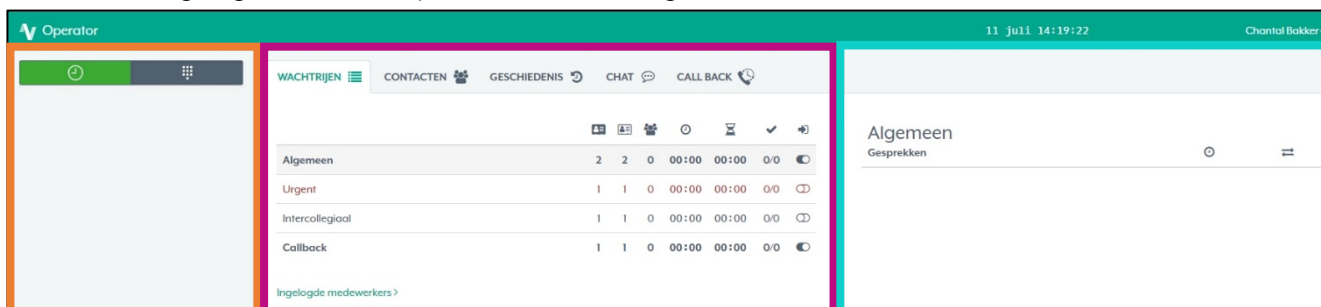 Operator
11 juli 14:19:22
Chantal Bakker
WACHTRIJEN CONTACTEN GESCHIEDENIS CHAT CALL BACK
Algemeen 2 2 0 00:00 00:00 0/0
Urgent 1 1 0 00:00 00:00 0/0
Intercollegiaal 1 1 0 00:00 00:00 0/0
Callback 1 1 0 00:00 00:00 0/0
Ingelogde medewerkers >
Algemeen
Gesprekken